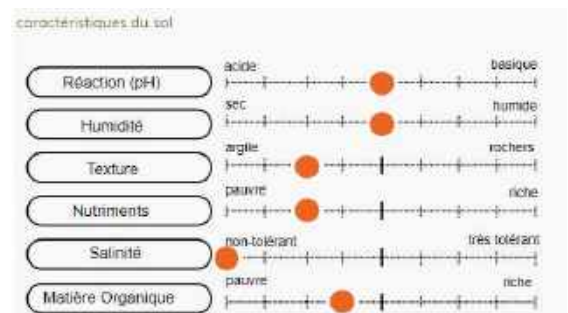 caractéristiques du sol
acide basique
Réaction (pH)
sec humide
Humidité
argile rochers
Texture
pauvre riche
Nutriments
non-tolérant très tolérant
Salinité
pauvre riche
Matière Organique